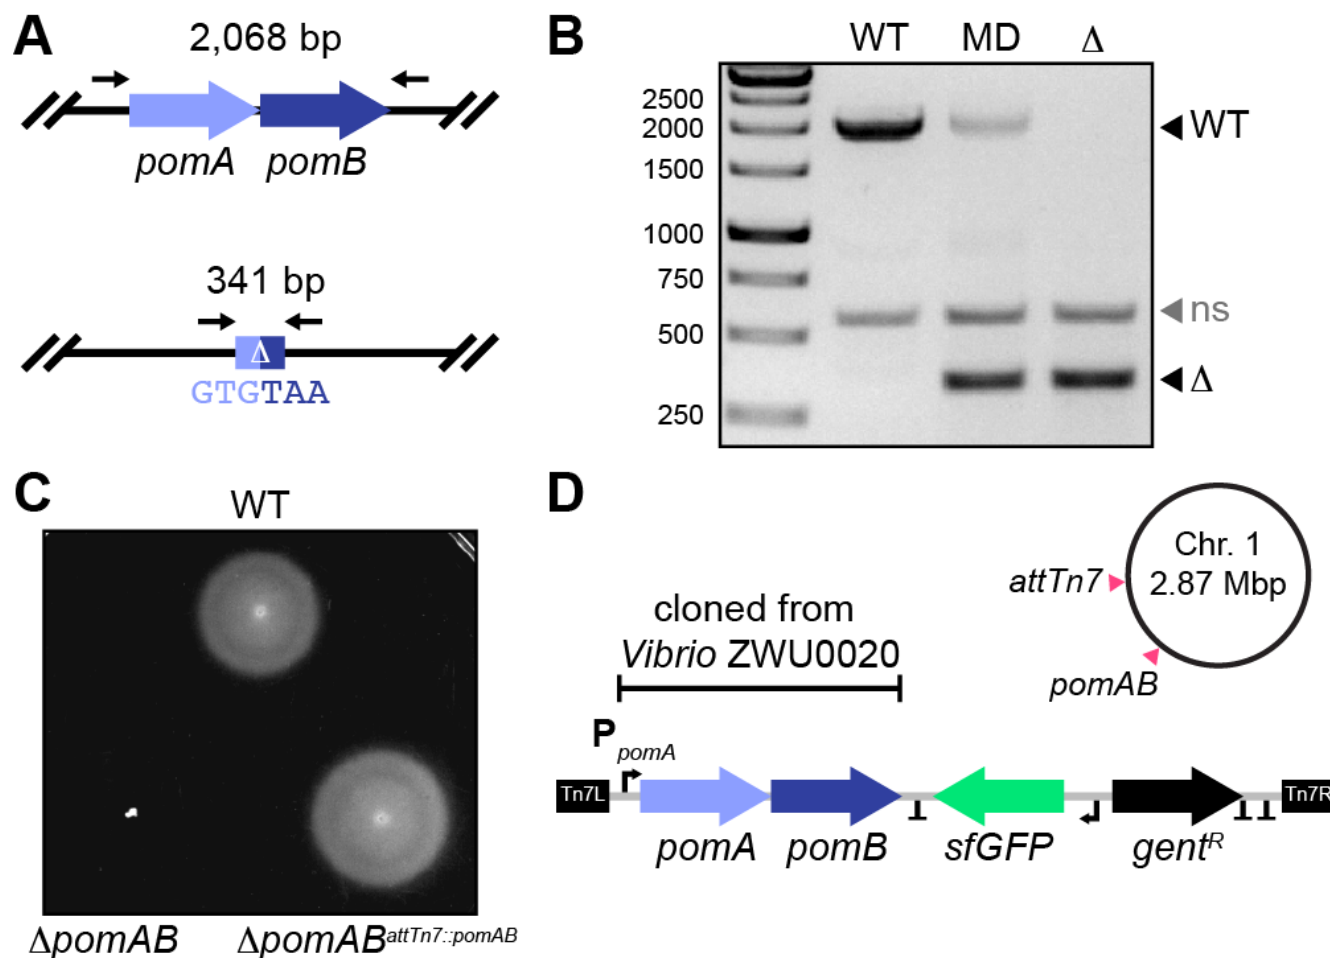 A
2,068 bp
pomA
pomB
341 bp
Δ
GTGTAA
B
WT MD Δ
2500
2000
1500
1000
750
500
250
WT
ns
Δ
C
WT
ΔpomAB
ΔpomAB attTn7::pomAB
D
Chr. 1
2.87 Mbp
attTn7
pomAB
cloned from
Vibrio ZWU0020
P pomA
Tn7L
Tn7R
pomA pomB sfGFP gentR